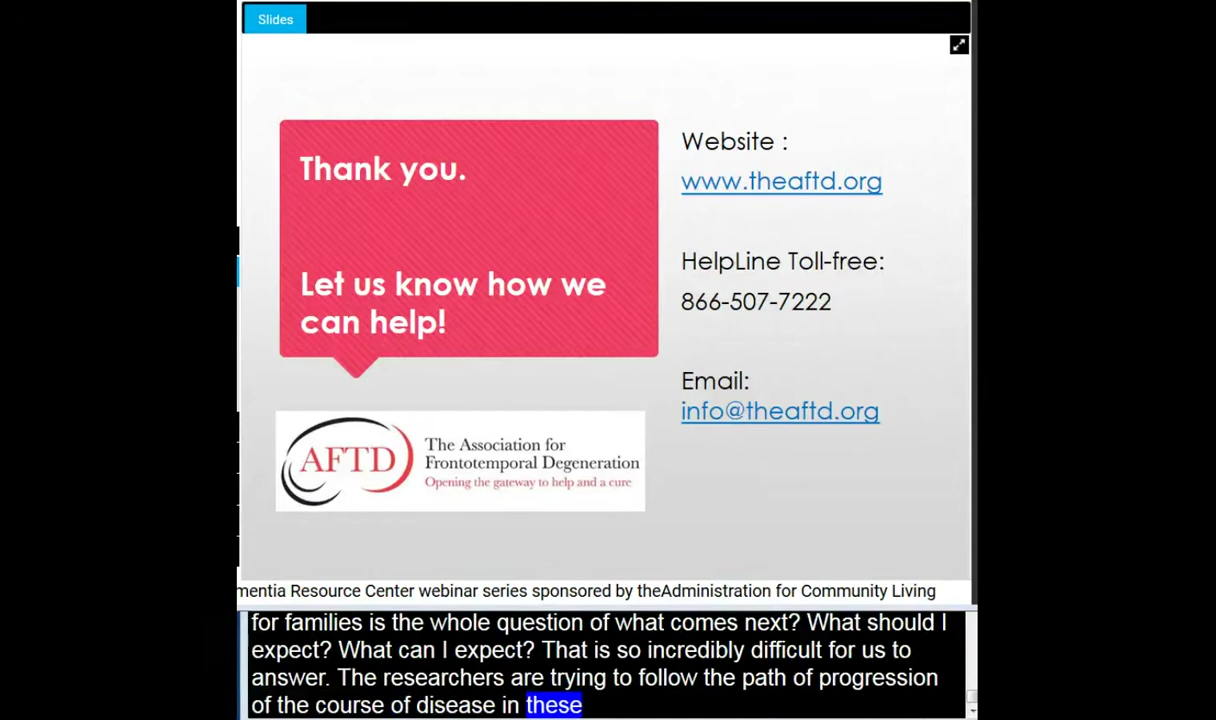 Slides
Thank you.
Let us know how we
can help!
Website :
www.theaftd.org
HelpLine Toll-free:
866-507-7222
Email:
info@theaftd.org
AFTD
The Association for
Frontotemporal Degeneration
Opening the gateway to help and a cure
mentia Resource Center webinar series sponsored by theAdministration for Community Living
for families is the whole question of what comes next? What should I
expect? What can I expect? That is so incredibly difficult for us to
answer. The researchers are trying to follow the path of progression
of the course of disease in these